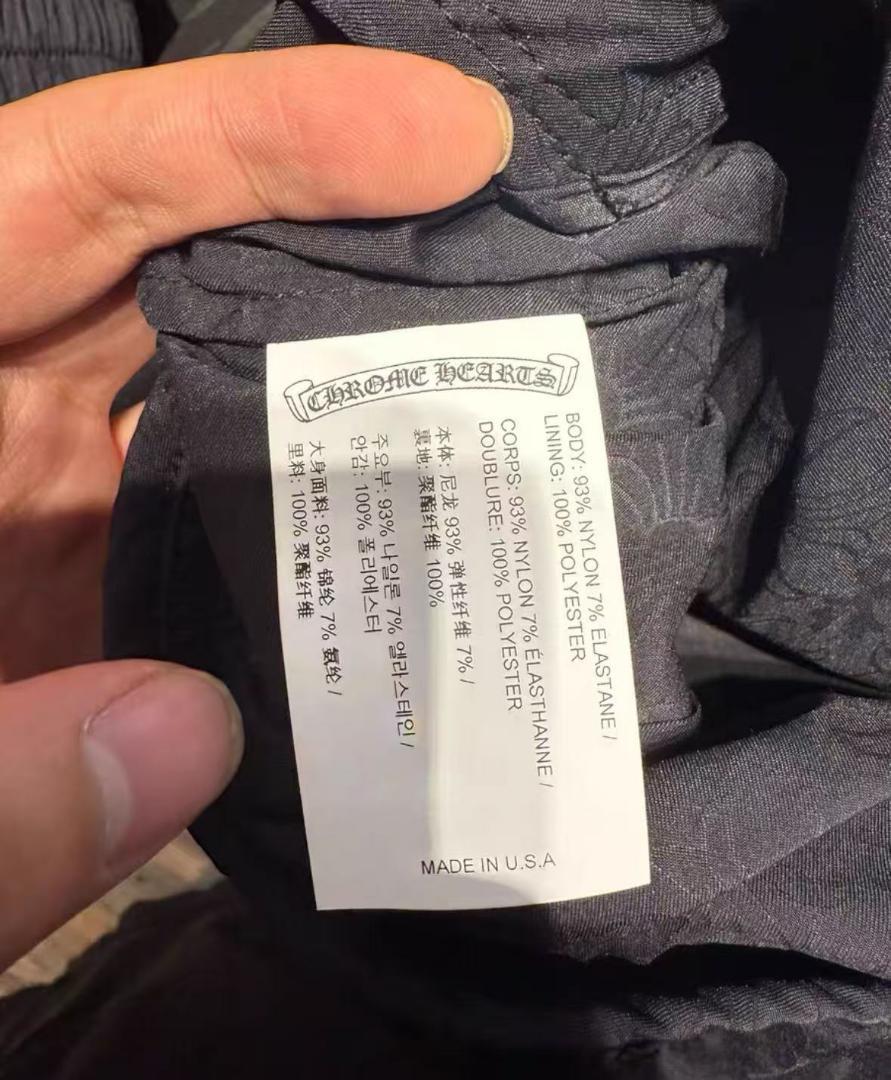 CHROME HEARTS
BODY: 93% NYLON 7% ÉLASTANE /
LINING: 100% POLYESTER
CORPS: 93% NYLON 7% ÉLASTHANNE /
DOUBLURE: 100% POLYESTER
本体: 尼龙 93% 弹性纤维 7% /
裏地: 聚酯纤维 100%
주요부: 93% 나일론 7% 엘라스테인 /
안감: 100% 폴리에스터
大身面料: 93% 锦纶 7% 氨纶 /
里料: 100% 聚酯纤维
MADE IN U.S.A